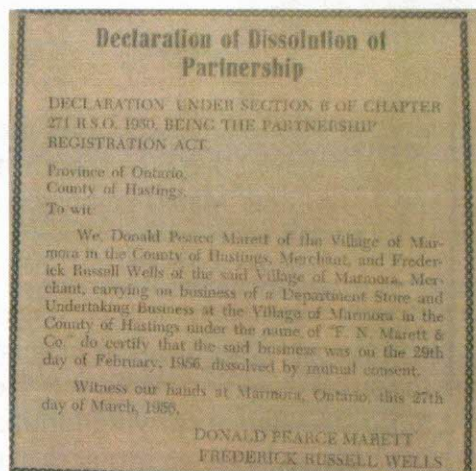 Declaration of Dissolution of
Partnership
DECLARATION UNDER SECTION 8 OF CHAPTER
271 R.S.O. 1950, BEING THE PARTNERSHIP
REGISTRATION ACT.
Province of Ontario,
County of Hastings,
To wit:
We, Donald Pearce Marett of the Village of Mar-
mora in the County of Hastings, Merchant, and Freder-
ick Russell Wells of the said Village of Marmora, Mer-
chant, carrying on business of a Department Store and
Undertaking Business at the Village of Marmora in the
County of Hastings under the name of "F. N. Marett &
Co." do certify that the said business was on the 29th
day of February, 1956, dissolved by mutual consent.
Witness our hands at Marmora, Ontario, this 27th
day of March, 1956.
DONALD PEARCE MARETT
FREDERICK RUSSELL WELLS